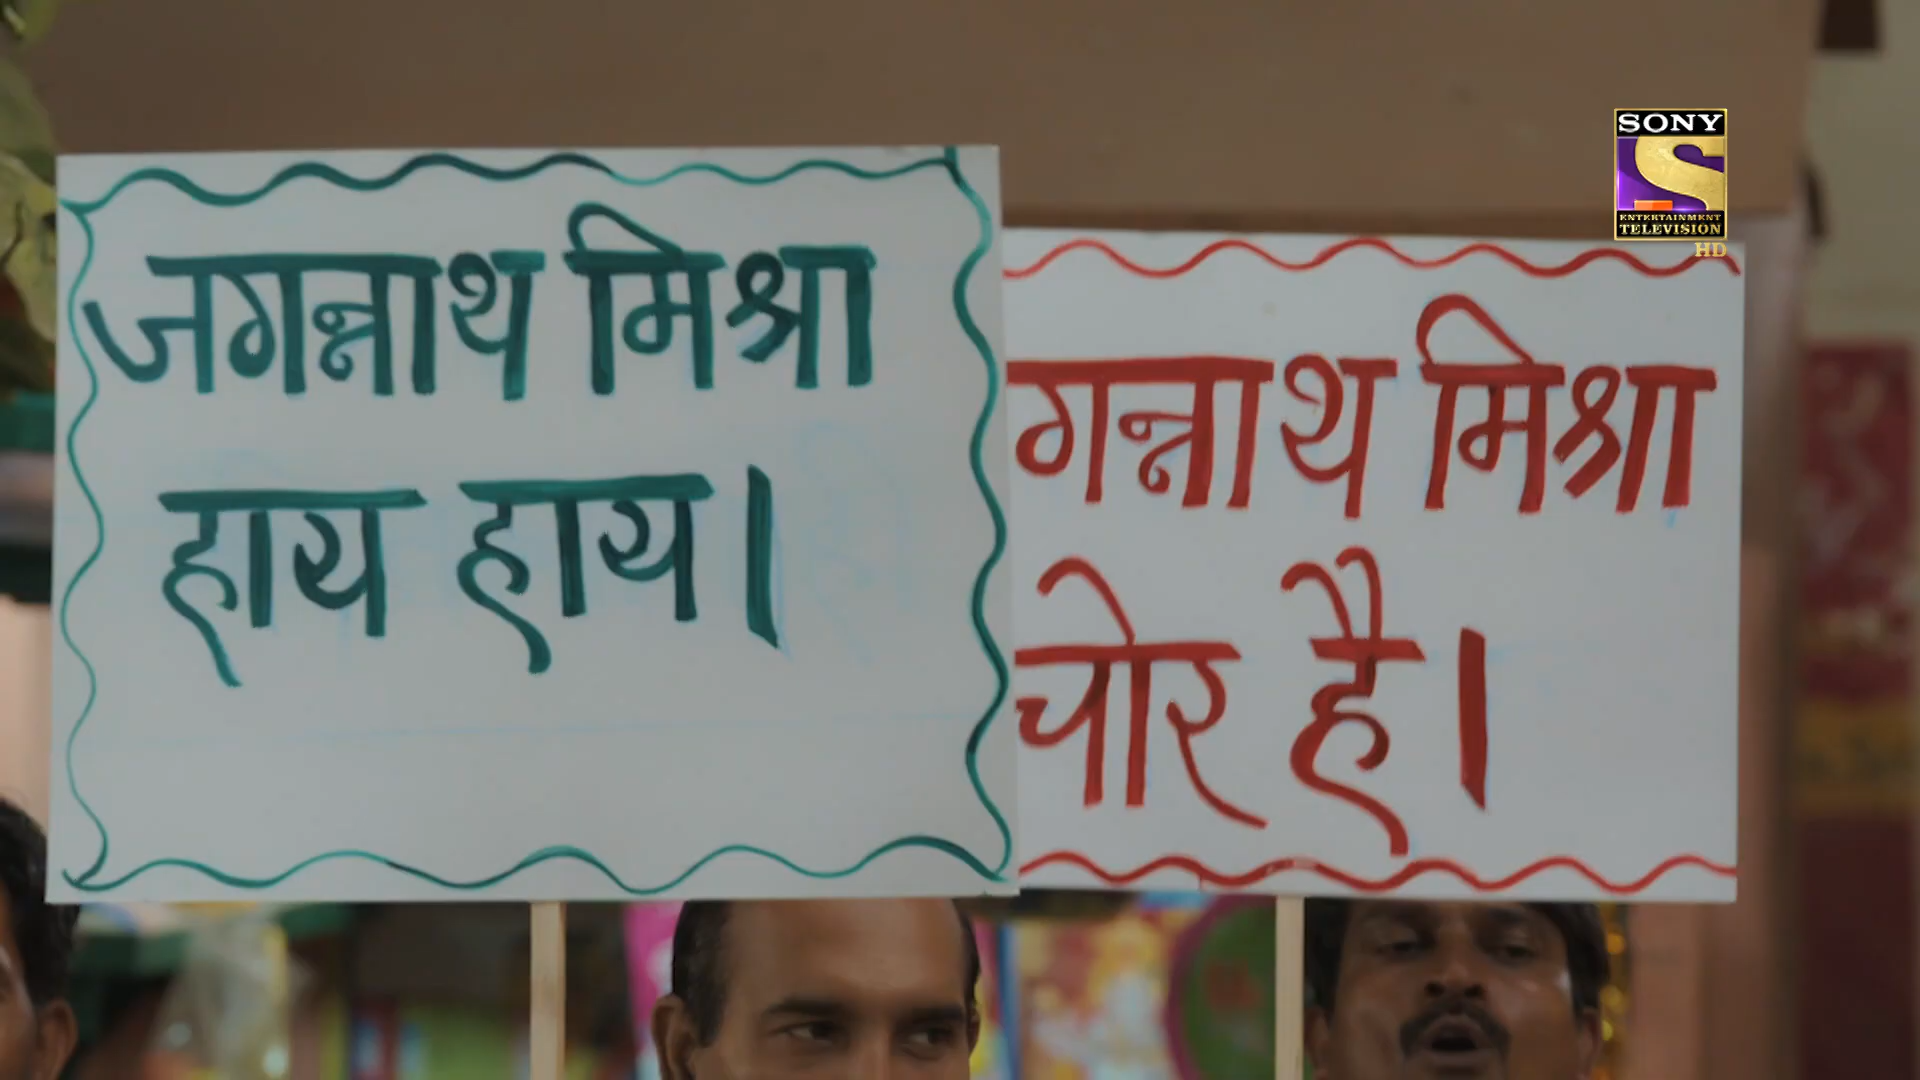 जगन्नाथ मिश्रा
हाय हाय।
गन्नाथ मिश्रा
चोर है।
SONY
ENTERTAINMENT
TELEVISION
HD